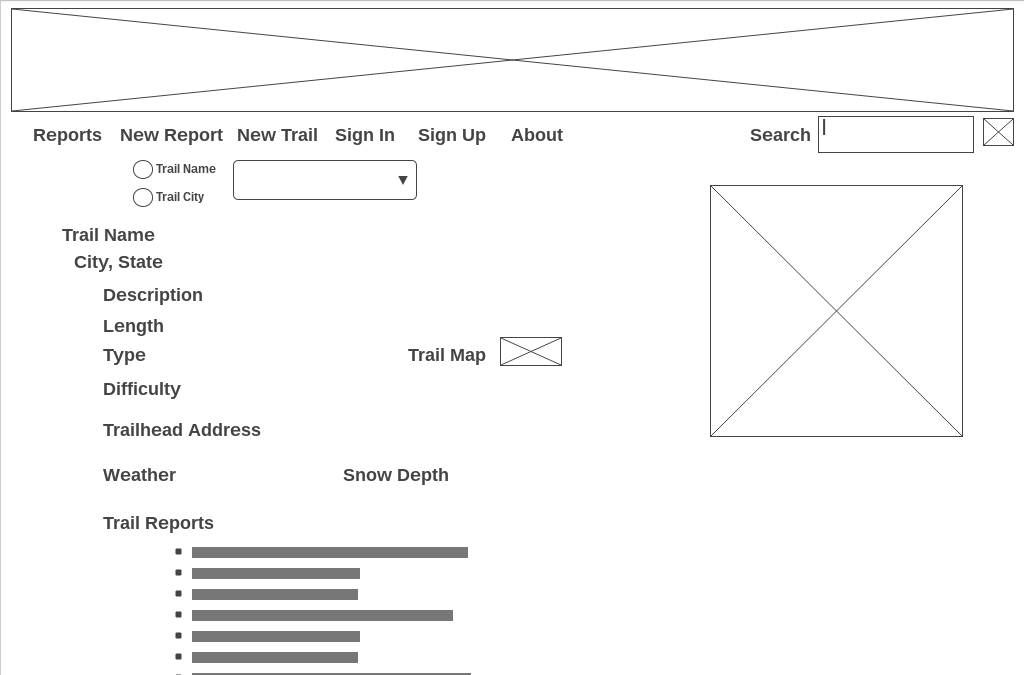 Reports New Report New Trail Sign In Sign Up About Search
Trail Name
Trail City
Trail Name
City, State
Description
Length
Type Trail Map
Difficulty
Trailhead Address
Weather Snow Depth
Trail Reports